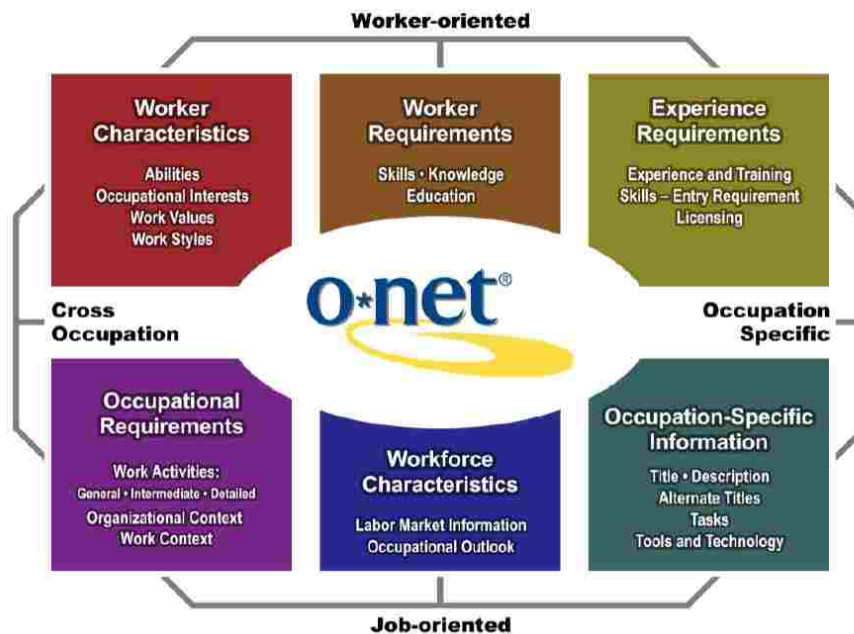 Worker-oriented
Worker
Characteristics
Abilities
Occupational Interests
Work Values
Work Styles
Worker
Requirements
Skills • Knowledge
Education
Experience
Requirements
Experience and Training
Skills – Entry Requirement
Licensing
o*net®
Cross
Occupation
Occupation
Specific
Occupational
Requirements
Work Activities:
General • Intermediate • Detailed
Organizational Context
Work Context
Workforce
Characteristics
Labor Market Information
Occupational Outlook
Occupation-Specific
Information
Title • Description
Alternate Titles
Tasks
Tools and Technology
Job-oriented